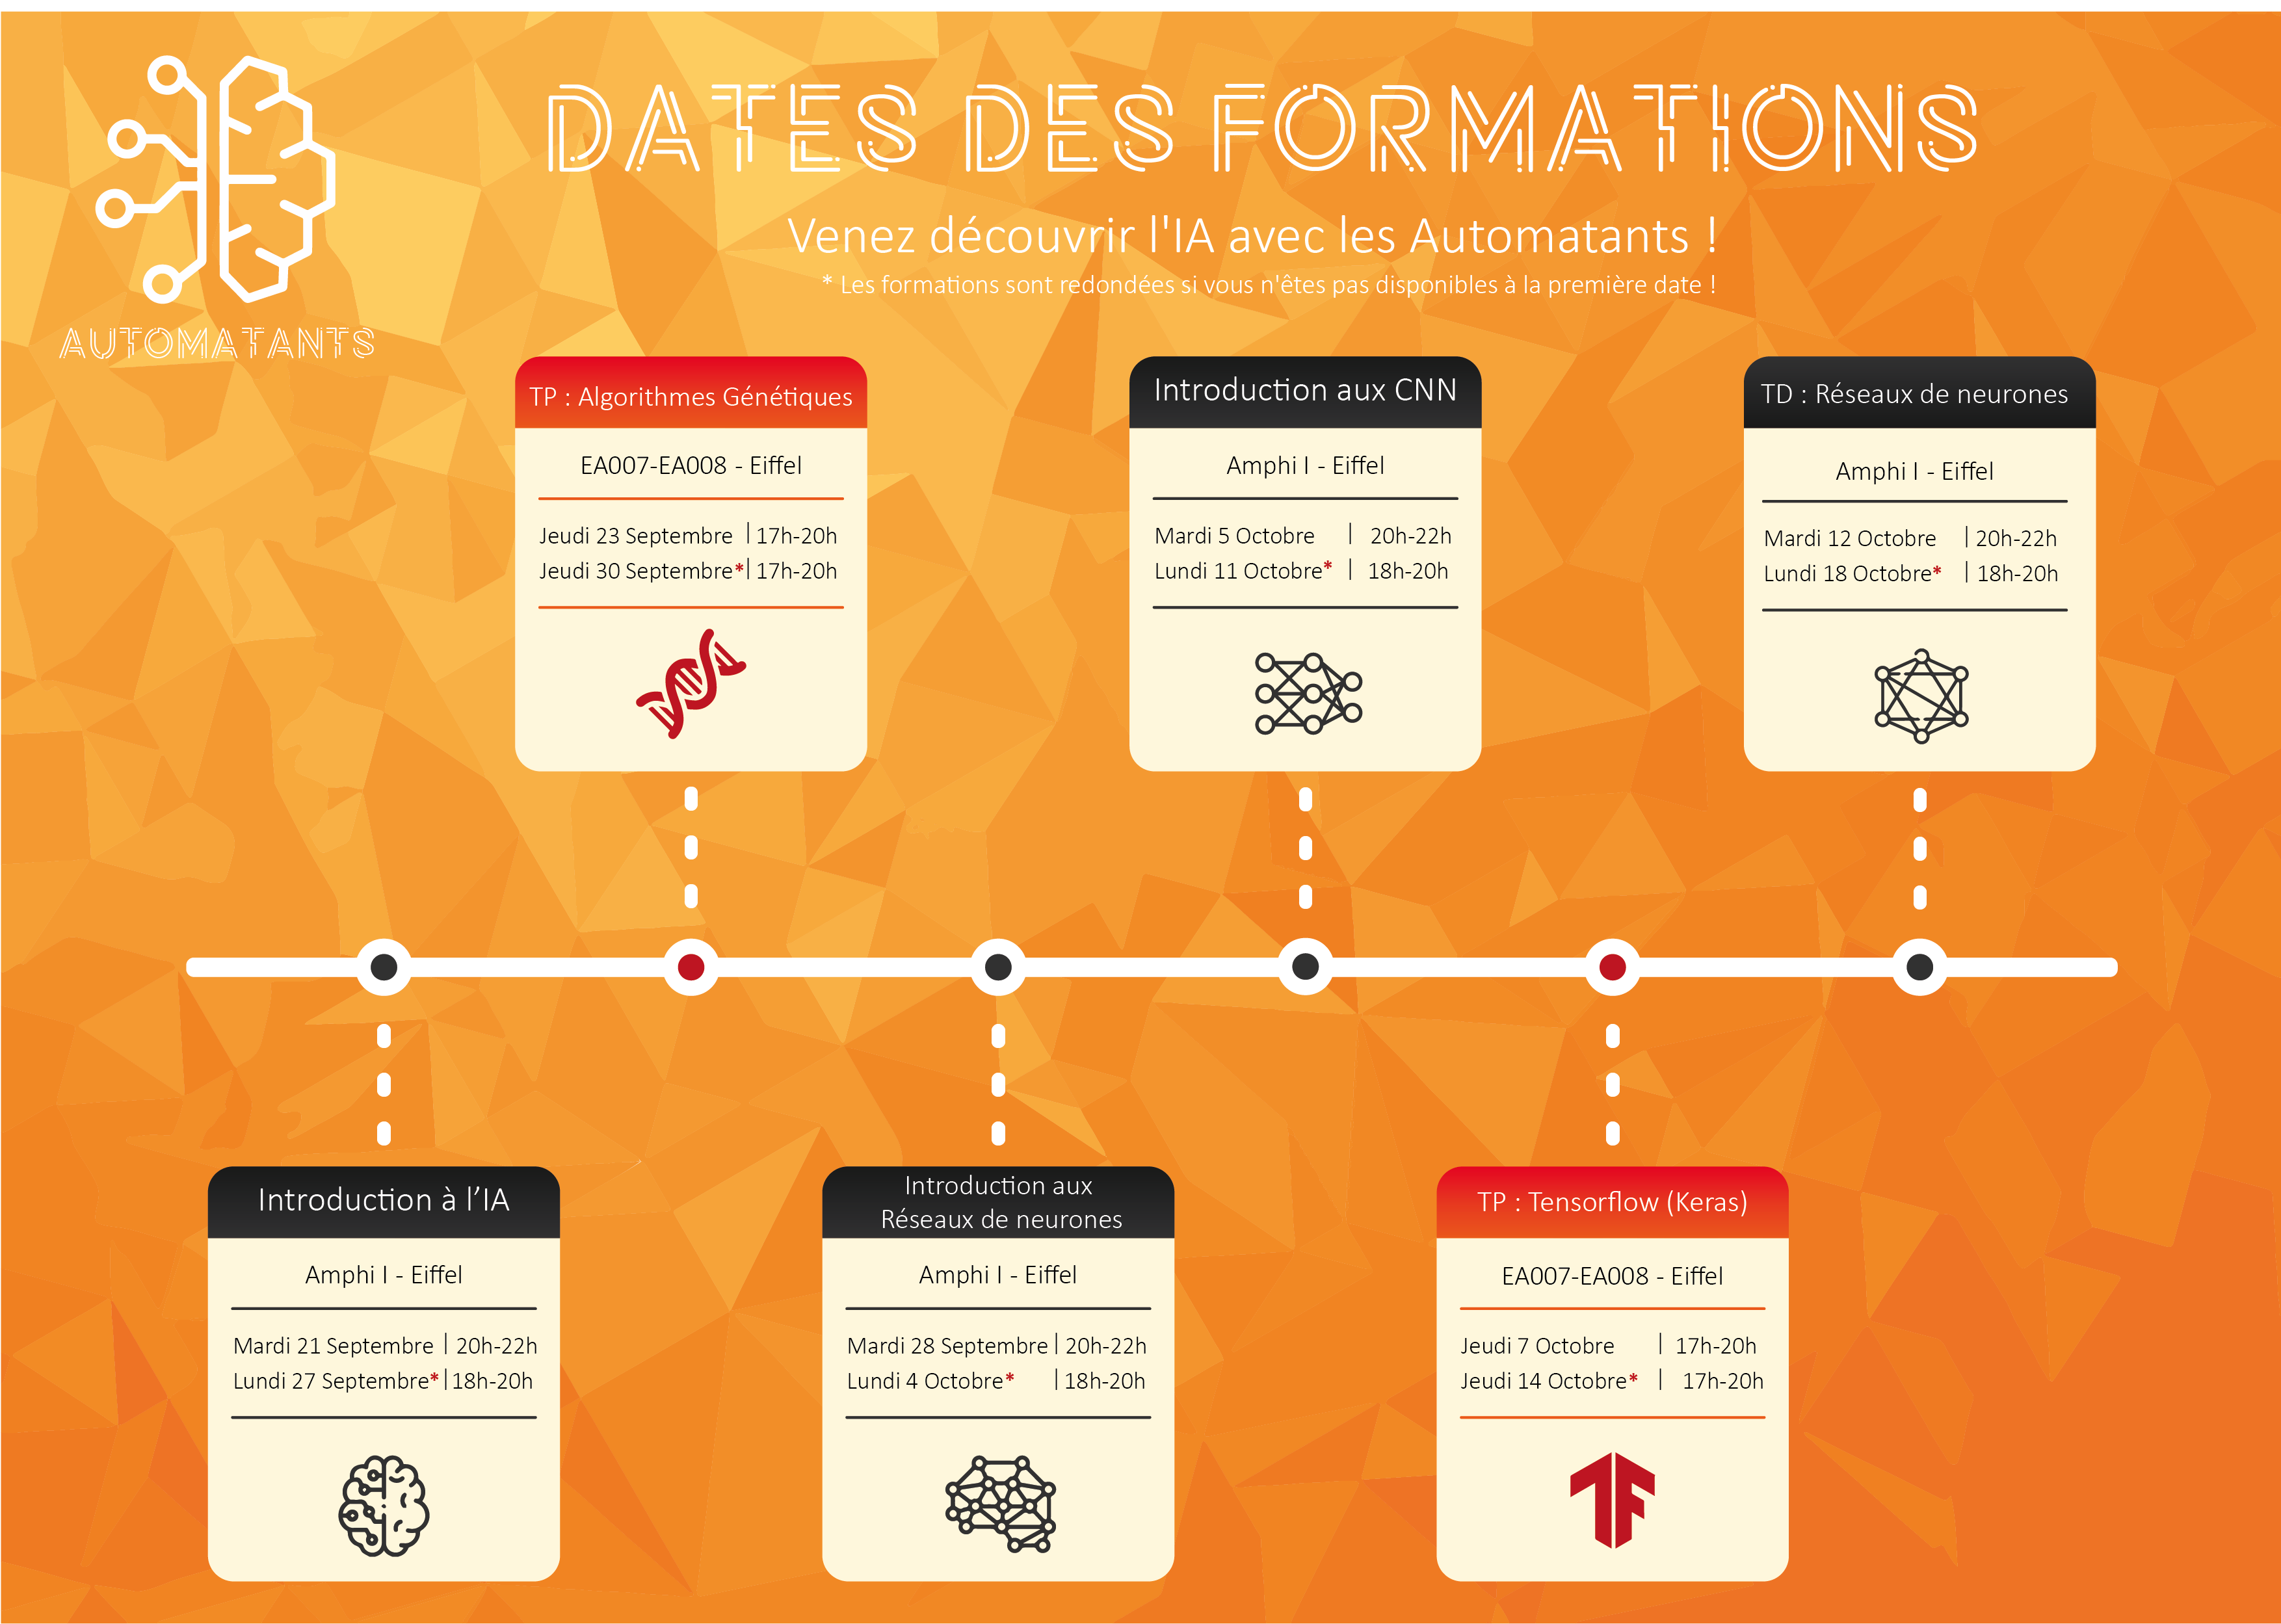 DATES DES FORMATIONS
Venez découvrir l'IA avec les Automatants !
* Les formations sont redondées si vous n'êtes pas disponibles à la première date !
AUTOMATANTS
TP : Algorithmes Génétiques
EA007-EA008 - Eiffel
Jeudi 23 Septembre | 17h-20h
Jeudi 30 Septembre* | 17h-20h
Introduction aux CNN
Amphi I - Eiffel
Mardi 5 Octobre | 20h-22h
Lundi 11 Octobre* | 18h-20h
TD : Réseaux de neurones
Amphi I - Eiffel
Mardi 12 Octobre | 20h-22h
Lundi 18 Octobre* | 18h-20h
Introduction à l’IA
Amphi I - Eiffel
Mardi 21 Septembre | 20h-22h
Lundi 27 Septembre* | 18h-20h
Introduction aux
Réseaux de neurones
Amphi I - Eiffel
Mardi 28 Septembre | 20h-22h
Lundi 4 Octobre* | 18h-20h
TP : Tensorflow (Keras)
EA007-EA008 - Eiffel
Jeudi 7 Octobre | 17h-20h
Jeudi 14 Octobre* | 17h-20h